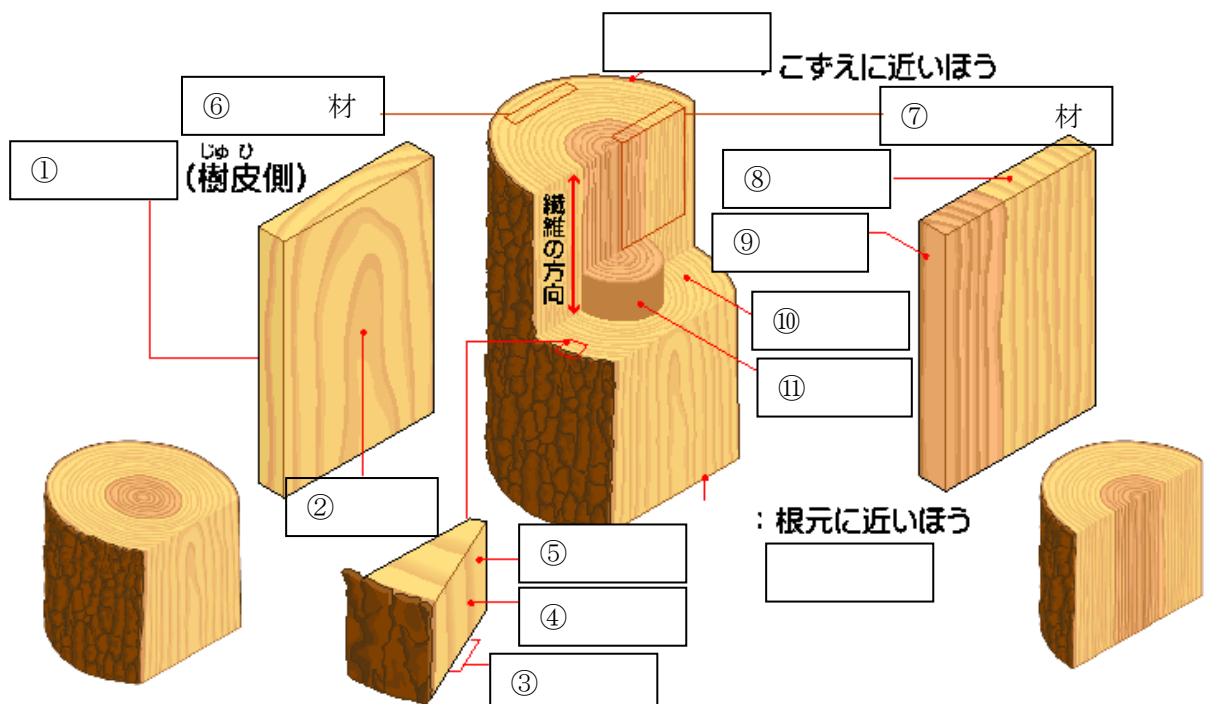 ：こずえに近いほう
⑥ 材
⑦ 材
① じゅ ひ
(樹皮側)
⑧
⑨
繊維の方向
⑩
⑪
②
：根元に近いほう
⑤
④
③